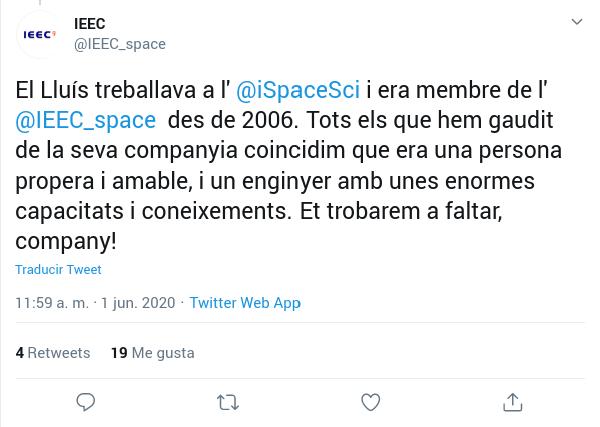 IEEC
IEEC
@IEEC_space
El Lluís treballava a l' @iSpaceSci i era membre de l'
@IEEC_space des de 2006. Tots els que hem gaudit
de la seva companyia coincidim que era una persona
propera i amable, i un enginyer amb unes enormes
capacitats i coneixements. Et trobarem a faltar,
company!
Traducir Tweet
11:59 a. m. · 1 jun. 2020 · Twitter Web App
4 Retweets 19 Me gusta